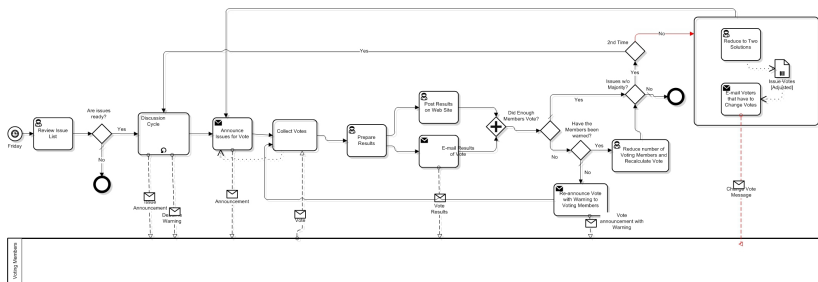 Friday
Review Issue
List
Are issues
ready?
Yes
No
Discussion
Cycle
Announce
Issues for Vote
Collect Votes
Prepare
Results
Post Results
on Web Site
E-mail Results
of Vote
Did Enough
Members Vote?
Yes
No
Have the
Members been
warned?
Yes
No
Re-announce Vote
with Warning to
Voting Members
Reduce number of
Voting Members and
Recalculate Vote
Issues w/o
Majority?
Yes
No
2nd Time
Yes
No
Reduce to Two
Solutions
Issue Votes
[Adjusted]
E-mail Voters
that have to
Change Votes
Issue
Announcement
Warning
Announcement
Vote
Vote
Results
Vote
announcement with
Warning
Change Vote
Message
Voting Members